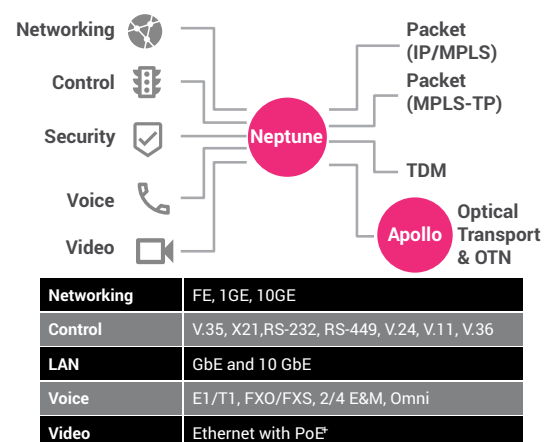 Networking
Control
Security
Voice
Video
Neptune
Packet
(IP/MPLS)
Packet
(MPLS-TP)
TDM
Apollo
Optical
Transport
& OTN
Networking FE, 1GE, 10GE
Control V.35, X21,RS-232, RS-449, V.24, V.11, V.36
LAN GbE and 10 GbE
Voice E1/T1, FXO/FXS, 2/4 E&M, Omni
Video Ethernet with PoE+